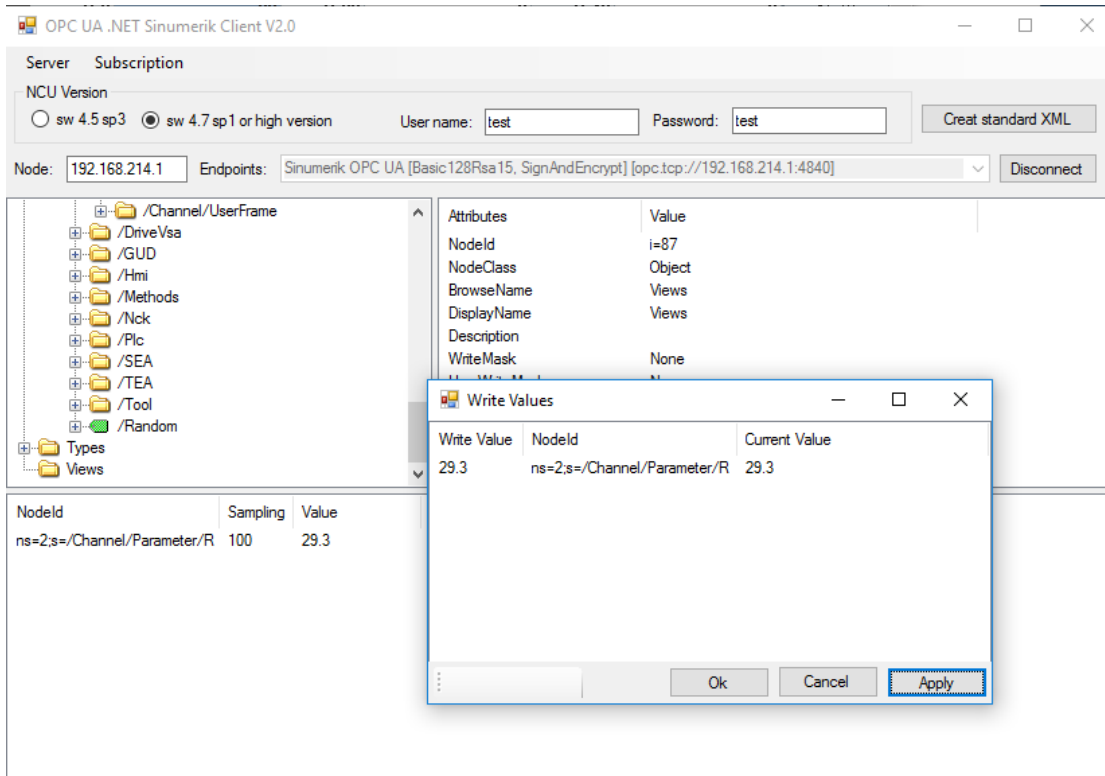 OPC UA .NET Sinumerik Client V2.0
Server Subscription
NCU Version
sw 4.5 sp3 sw 4.7 sp1 or high version User name: test Password: test Creat standard XML
Node: 192.168.214.1 Endpoints: Sinumerik OPC UA [Basic128Rsa15, SignAndEncrypt] [opc.tcp://192.168.214.1:4840] Disconnect
/Channel/UserFrame
/DriveVsa
/GUD
/Hmi
/Methods
/Nck
/Plc
/SEA
/TEA
/Tool
/Random
Types
Views
Attributes Value
NodeId i=87
NodeClass Object
BrowseName Views
DisplayName Views
Description
WriteMask None
Write Values
Write Value NodeId Current Value
29.3 ns=2;s=/Channel/Parameter/R 29.3
Ok Cancel Apply
NodeId Sampling Value
ns=2;s=/Channel/Parameter/R 100 29.3